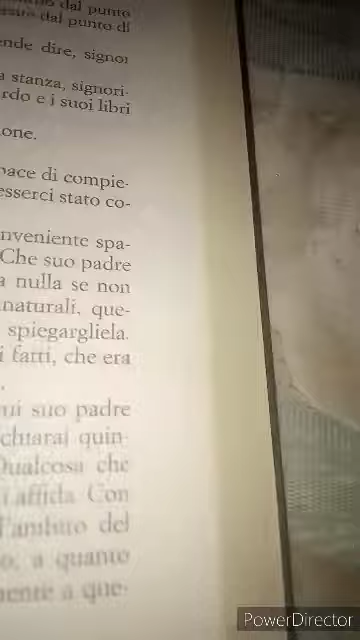 dal punto
dal punto di
ende dire, signor
a stanza, signori-
rdo e i suoi libri
one.
pace di compie-
esserci stato co-
nveniente spa-
Che suo padre
a nulla se non
naturali, que-
spiegargliela.
i fatti, che era
.
ui suo padre
chiarai quin-
Qualcosa che
i affida. Con
l'aiuto del
o, a quanto
mente a que-
PowerDirector